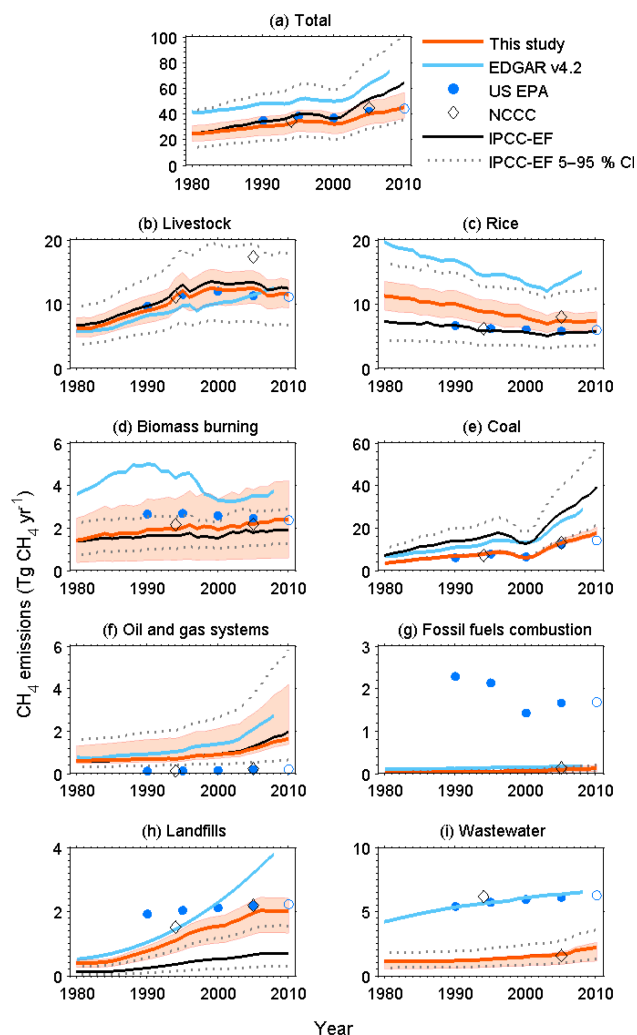 (a) Total
100
80
60
40
20
0
1980 1990 2000 2010
This study
EDGAR v4.2
US EPA
NCCC
IPCC-EF
IPCC-EF 5–95 % CI
(b) Livestock
20
10
0
1980 1990 2000 2010
(c) Rice
20
15
10
5
0
1980 1990 2000 2010
(d) Biomass burning
6
4
2
0
1980 1990 2000 2010
(e) Coal
60
40
20
0
1980 1990 2000 2010
CH4 emissions (Tg CH4 yr-1)
(f) Oil and gas systems
6
4
2
0
1980 1990 2000 2010
(g) Fossil fuels combustion
3
2
1
0
1980 1990 2000 2010
(h) Landfills
4
2
0
1980 1990 2000 2010
(i) Wastewater
10
5
0
1980 1990 2000 2010
Year